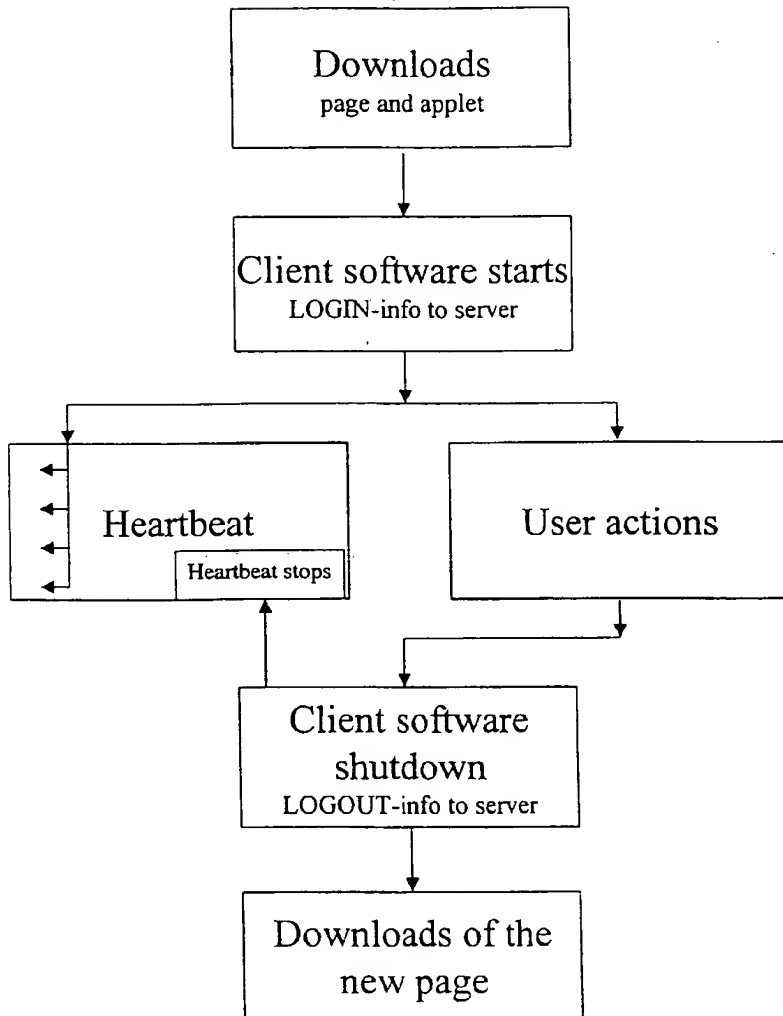 Downloads
page and applet
Client software starts
LOGIN-info to server
Heartbeat
Heartbeat stops
User actions
Client software
shutdown
LOGOUT-info to server
Downloads of the
new page